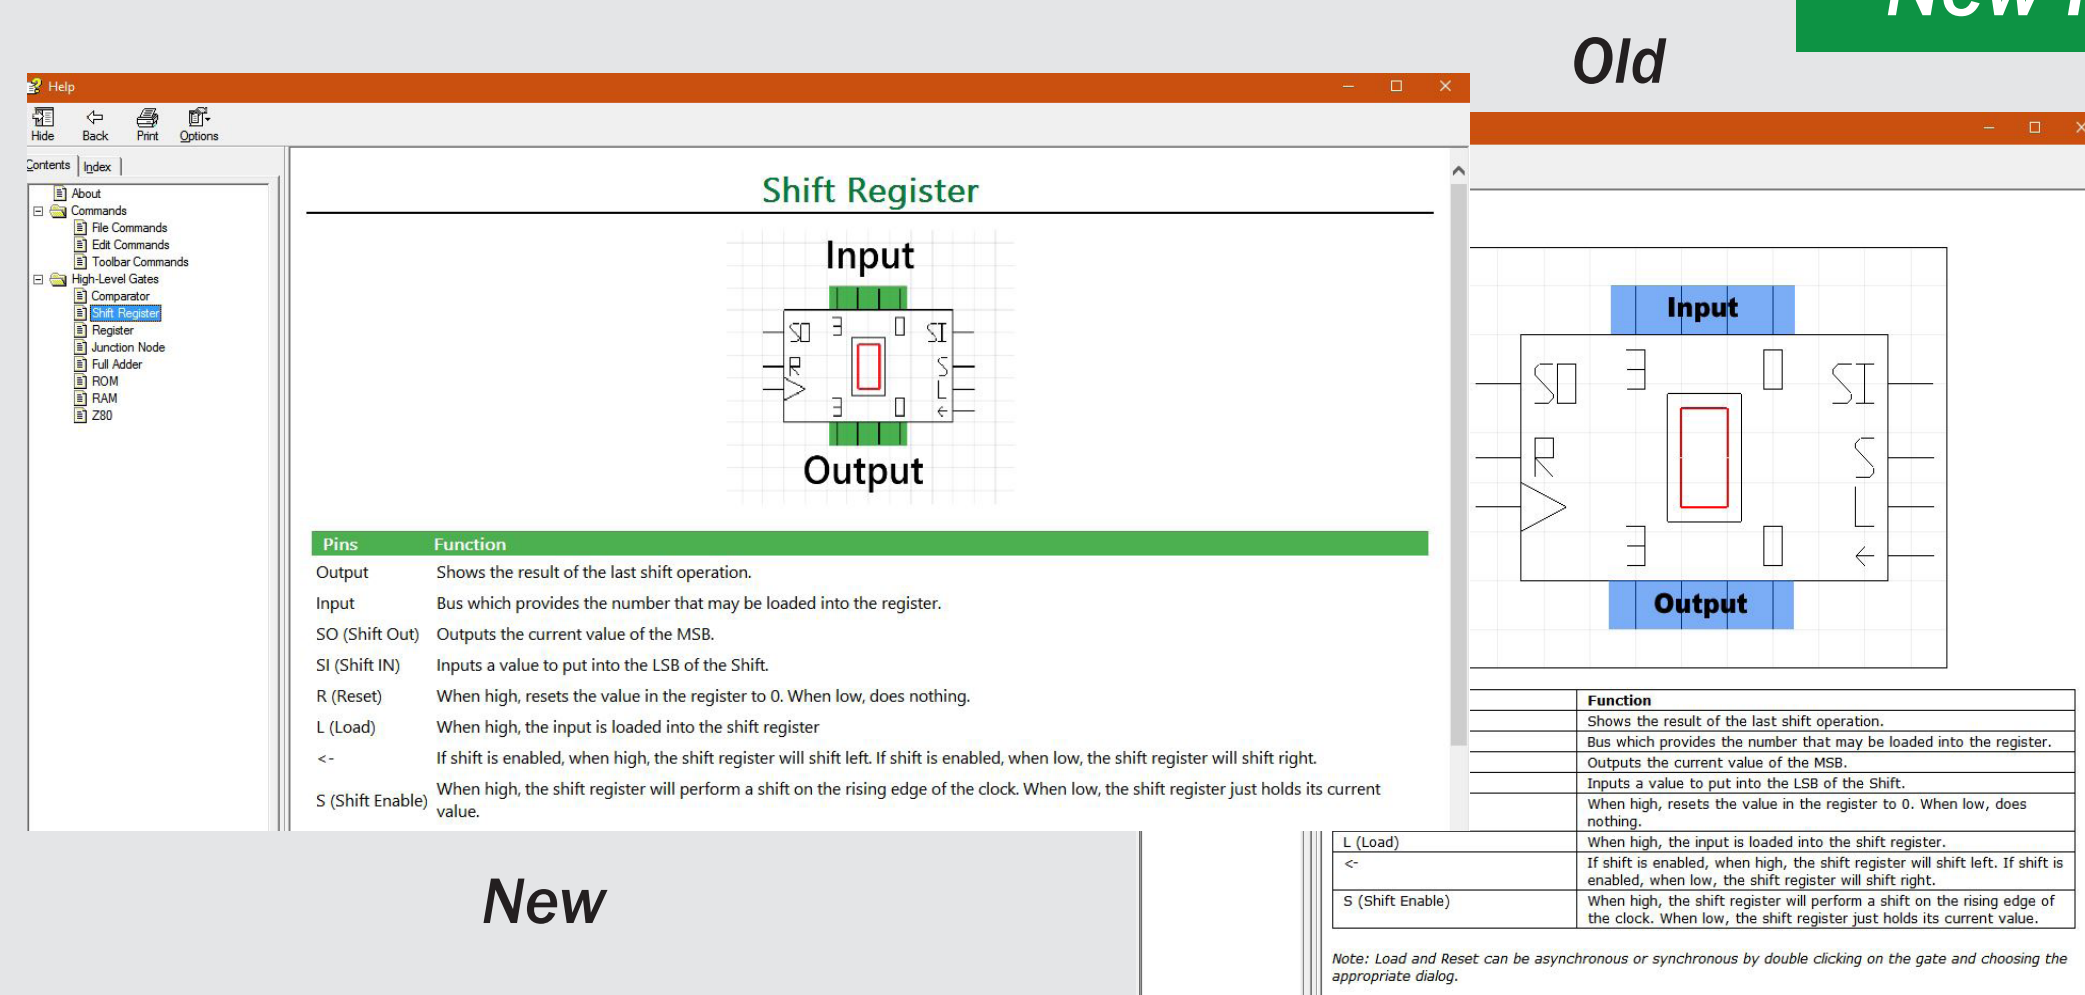 New
Old
Help
Hide Back Print Options
Contents Index
About
Commands
File Commands
Edit Commands
Toolbar Commands
High-Level Gates
Comparator
Shift Register
Register
Junction Node
Full Adder
ROM
RAM
Z80
Shift Register
Input
SO 3 0 SI
R S
L
3 0 ←
Output
Pins Function
Output Shows the result of the last shift operation.
Input Bus which provides the number that may be loaded into the register.
SO (Shift Out) Outputs the current value of the MSB.
SI (Shift IN) Inputs a value to put into the LSB of the Shift.
R (Reset) When high, resets the value in the register to 0. When low, does nothing.
L (Load) When high, the input is loaded into the shift register
<- If shift is enabled, when high, the shift register will shift left. If shift is enabled, when low, the shift register will shift right.
S (Shift Enable) When high, the shift register will perform a shift on the rising edge of the clock. When low, the shift register just holds its current
value.
New
Input
SO 3 0 SI
R S
L
3 0 ←
Output
Function
Shows the result of the last shift operation.
Bus which provides the number that may be loaded into the register.
Outputs the current value of the MSB.
Inputs a value to put into the LSB of the Shift.
When high, resets the value in the register to 0. When low, does
nothing.
L (Load) When high, the input is loaded into the shift register.
<- If shift is enabled, when high, the shift register will shift left. If shift is
enabled, when low, the shift register will shift right.
S (Shift Enable) When high, the shift register will perform a shift on the rising edge of
the clock. When low, the shift register just holds its current value.
Note: Load and Reset can be asynchronous or synchronous by double clicking on the gate and choosing the
appropriate dialog.